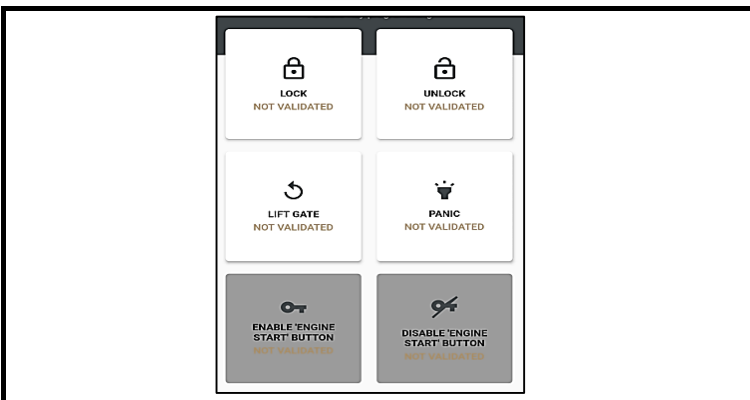 LOCK
NOT VALIDATED
UNLOCK
NOT VALIDATED
LIFT GATE
NOT VALIDATED
PANIC
NOT VALIDATED
ENABLE 'ENGINE
START' BUTTON
NOT VALIDATED
DISABLE 'ENGINE
START' BUTTON
NOT VALIDATED